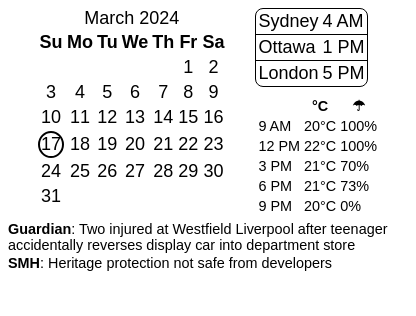 March 2024
Su Mo Tu We Th Fr Sa
1 2
3 4 5 6 7 8 9
10 11 12 13 14 15 16
17 18 19 20 21 22 23
24 25 26 27 28 29 30
31
Sydney 4 AM
Ottawa 1 PM
London 5 PM
°C ☂
9 AM 20°C 100%
12 PM 22°C 100%
3 PM 21°C 70%
6 PM 21°C 73%
9 PM 20°C 0%
Guardian: Two injured at Westfield Liverpool after teenager
accidentally reverses display car into department store
SMH: Heritage protection not safe from developers